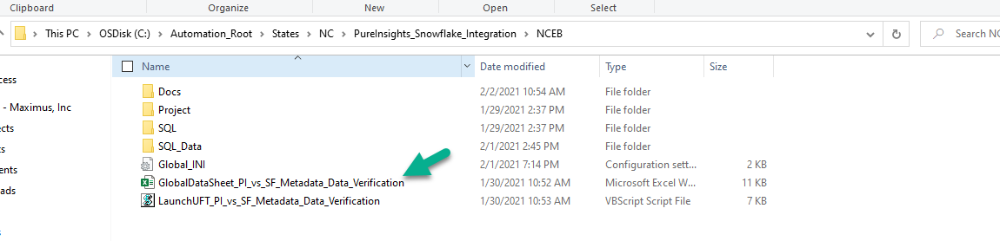 Clipboard Organize New Open Select
This PC > OSDisk (C:) > Automation_Root > States > NC > PureInsights_Snowflake_Integration > NCEB Search NC
Name Date modified Type Size
Docs 2/2/2021 10:54 AM File folder
Project 1/29/2021 2:37 PM File folder
SQL 1/29/2021 2:37 PM File folder
SQL_Data 2/1/2021 2:45 PM File folder
Global_INI 2/1/2021 7:14 PM Configuration sett... 2 KB
GlobalDataSheet_PI_vs_SF_Metadata_Data_Verification 1/30/2021 10:52 AM Microsoft Excel W... 11 KB
LaunchUFT_PI_vs_SF_Metadata_Data_Verification 1/30/2021 10:53 AM VBScript Script File 7 KB
cess
- Maximus, Inc
ects
ts
ents
ads